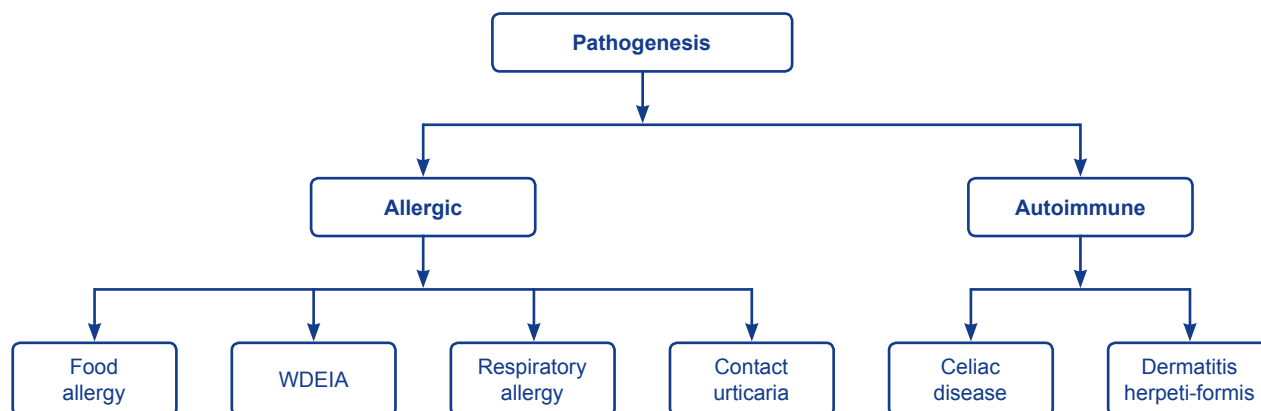 Pathogenesis
Allergic
Autoimmune
Food
allergy
WDEIA
Respiratory
allergy
Contact
urticaria
Celiac
disease
Dermatitis
herpeti-formis